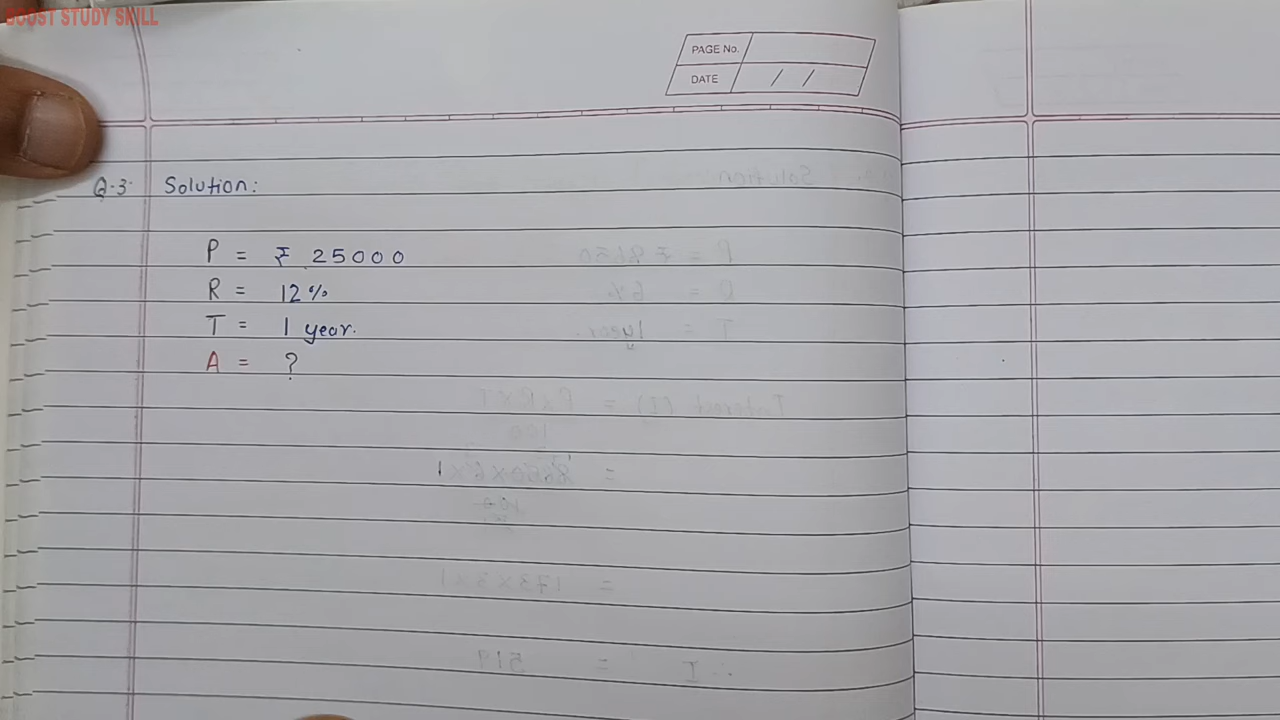 BOOST STUDY SKILL
PAGE No.
DATE / /
Q.3. Solution:
P = ₹ 25000
R = 12%
T = 1 year.
A = ?